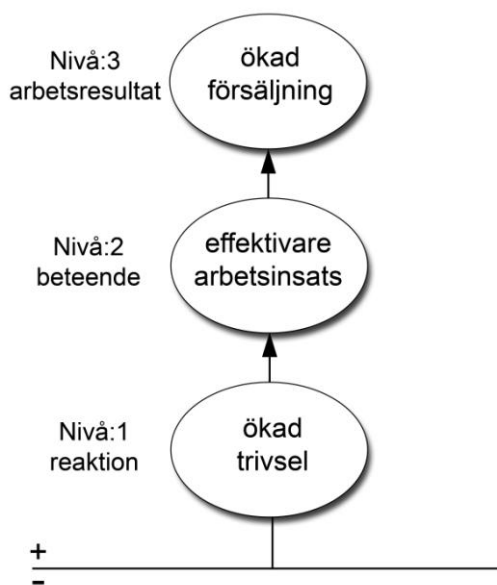 Nivå:3
arbetsresultat
ökad
försäljning
Nivå:2
beteende
effektivare
arbetsinsats
Nivå:1
reaktion
ökad
trivsel
+
-